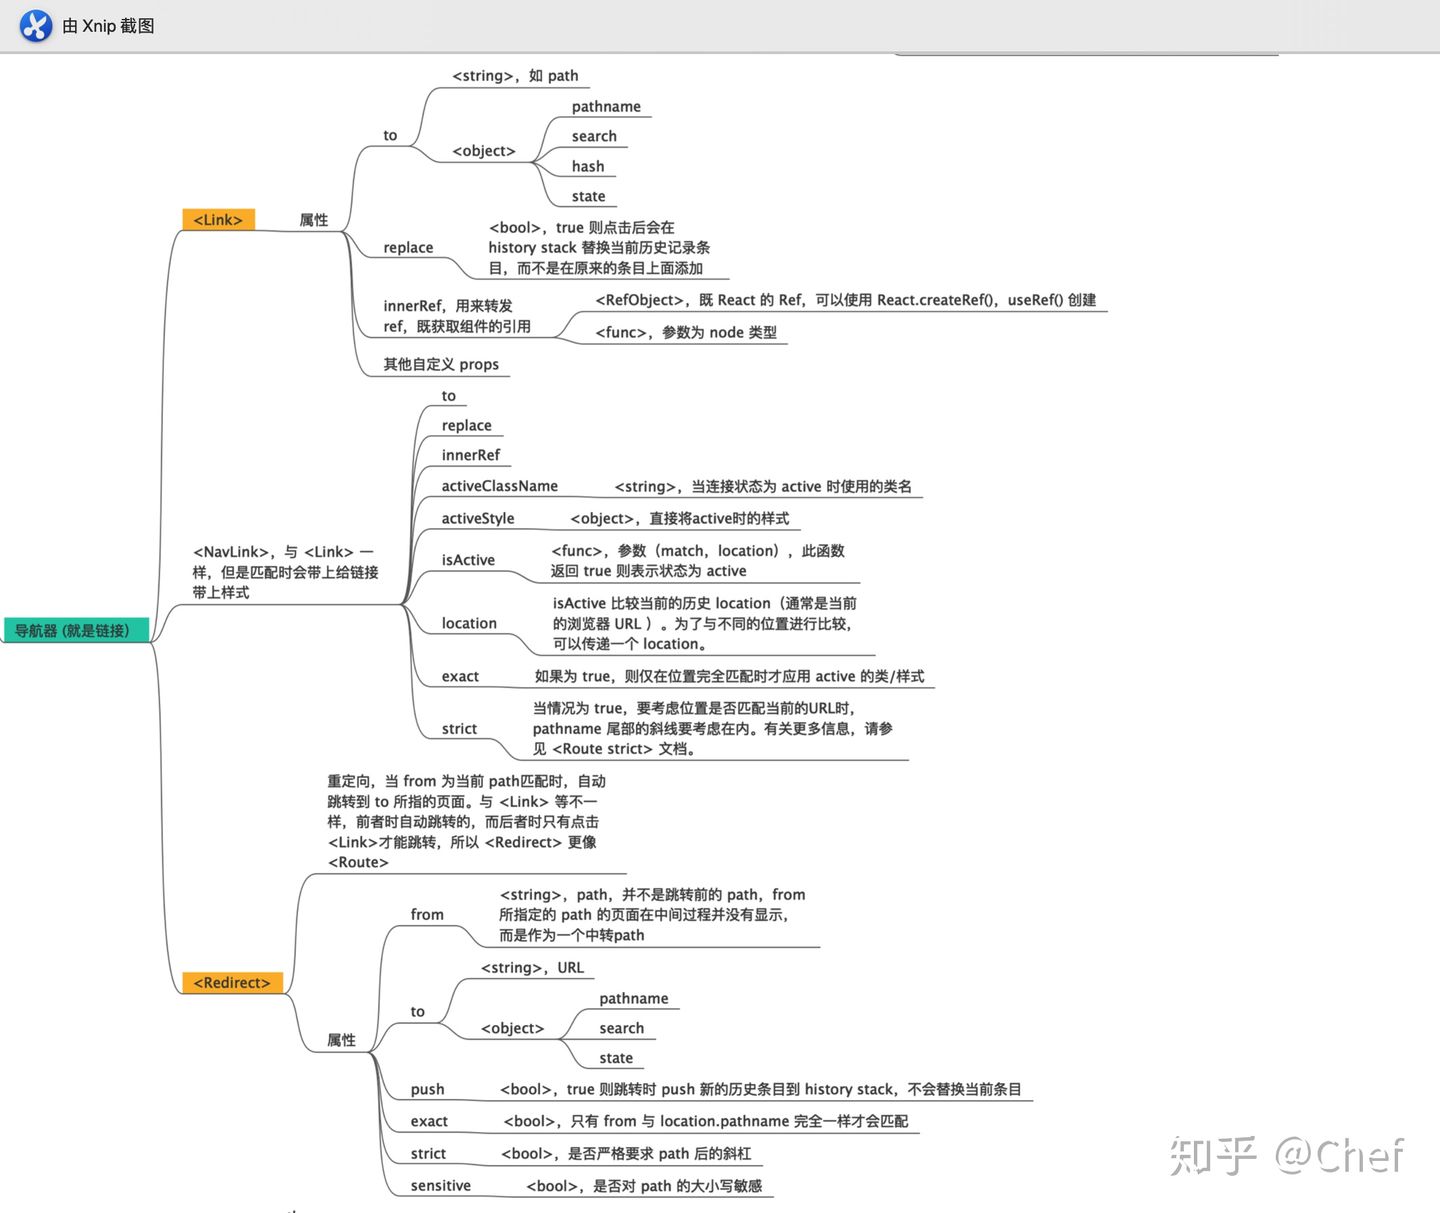 由 Xnip 截图
<string>，如 path
pathname
to
search
<object>
hash
state
<Link>
属性
<bool>，true 则点击后会在
replace
history stack 替换当前历史记录条
目，而不是在原来的条目上面添加
innerRef，用来转发
ref，既获取组件的引用
<RefObject>，既 React 的 Ref，可以使用 React.createRef()，useRef() 创建
<func>，参数为 node 类型
其他自定义 props
to
replace
innerRef
activeClassName
<string>，当连接状态为 active 时使用的类名
activeStyle
<object>，直接将active时的样式
<NavLink>，与 <Link> 一
样，但是匹配时会带上给链接
带上样式
isActive
<func>，参数（match，location），此函数
返回 true 则表示状态为 active
导航器 (就是链接）
location
isActive 比较当前的历史 location（通常是当前
的浏览器 URL ）。为了与不同的位置进行比较，
可以传递一个 location。
exact
如果为 true，则仅在位置完全匹配时才应用 active 的类/样式
strict
当情况为 true，要考虑位置是否匹配当前的URL时，
pathname 尾部的斜线要考虑在内。有关更多信息，请参
见 <Route strict> 文档。
重定向，当 from 为当前 path匹配时，自动
跳转到 to 所指的页面。与 <Link> 等不一
样，前者时自动跳转的，而后者时只有点击
<Link>才能跳转，所以 <Redirect> 更像
<Route>
from
<string>，path，并不是跳转前的 path，from
所指定的 path 的页面在中间过程并没有显示，
而是作为一个中转path
<Redirect>
<string>，URL
to
pathname
<object>
search
state
属性
push
<bool>，true 则跳转时 push 新的历史条目到 history stack，不会替换当前条目
exact
<bool>，只有 from 与 location.pathname 完全一样才会匹配
strict
<bool>，是否严格要求 path 后的斜杠
sensitive
<bool>，是否对 path 的大小写敏感
知乎 @Chef